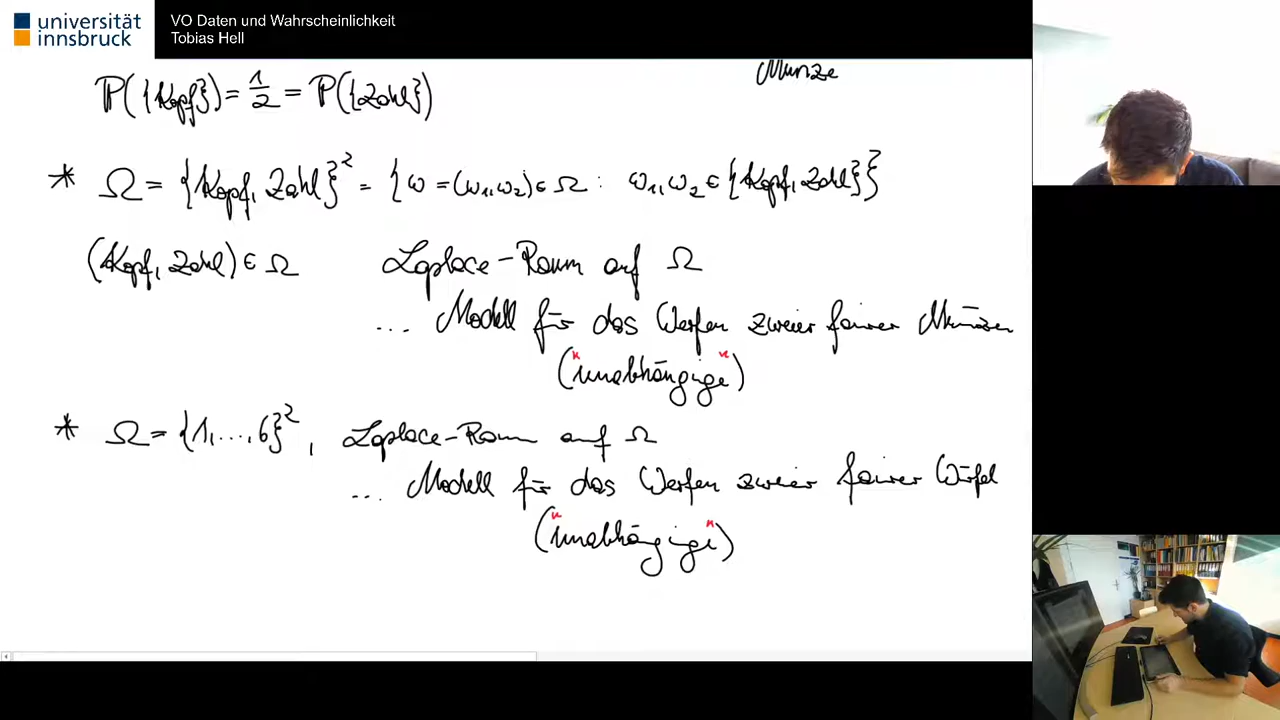 universität
innsbruck
VO Daten und Wahrscheinlichkeit
Tobias Hell
Münze
ℙ({Kopf}) = 1/2 = ℙ({Zahl})
* Ω = {Kopf, Zahl}² = {ω = (ω₁, ω₂) ∈ Ω : ω₁, ω₂ ∈ {Kopf, Zahl}}
(Kopf, Zahl) ∈ Ω Laplace-Raum auf Ω
... Modell für das Werfen zweier fairer Münzen
("unabhängige")
* Ω = {1, ..., 6}², Laplace-Raum auf Ω
... Modell für das Werfen zweier fairer Würfel
("unabhängige")